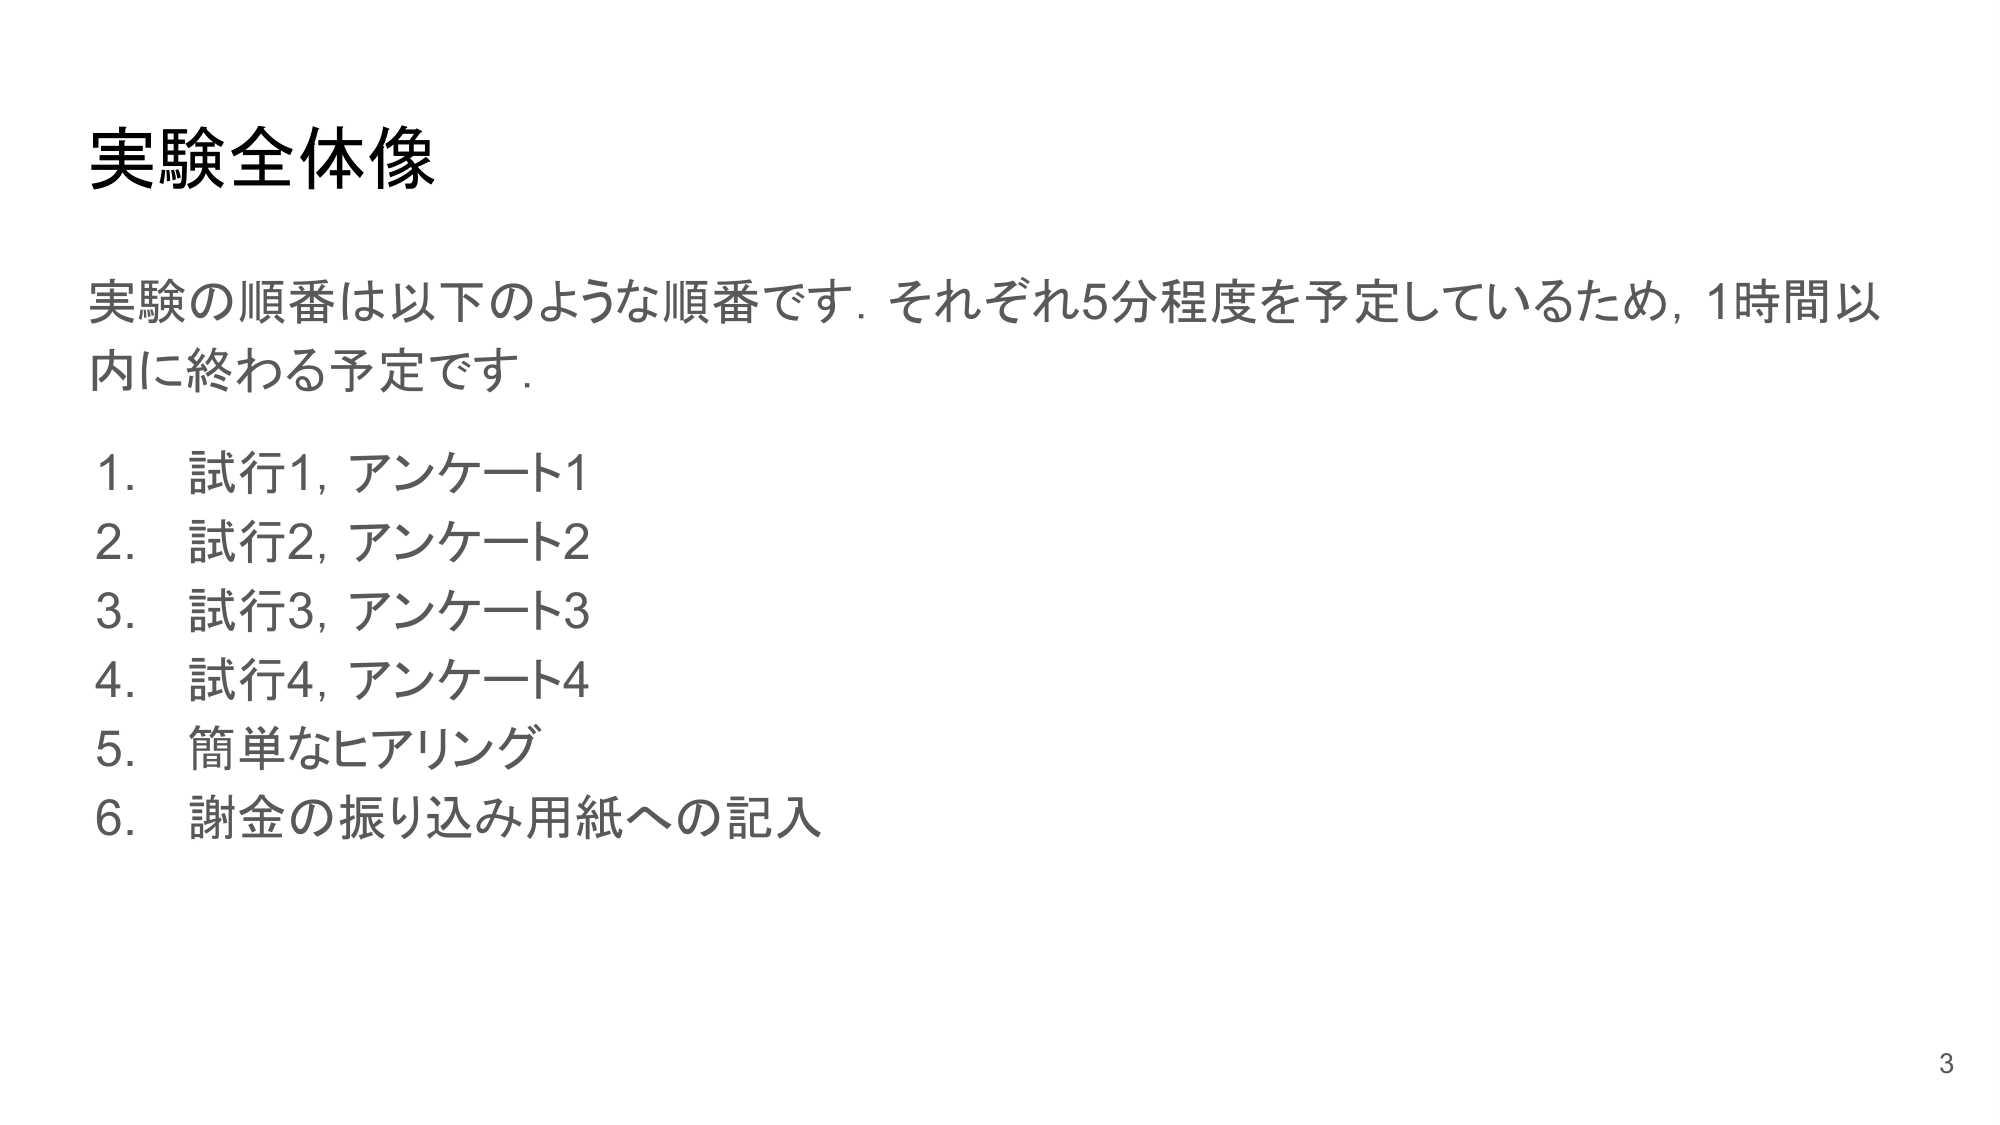 実験全体像
実験の順番は以下のような順番です. それぞれ5分程度を予定しているため, 1時間以
内に終わる予定です.
1. 試行1, アンケート1
2. 試行2, アンケート2
3. 試行3, アンケート3
4. 試行4, アンケート4
5. 簡単なヒアリング
6. 謝金の振り込み用紙への記入
3